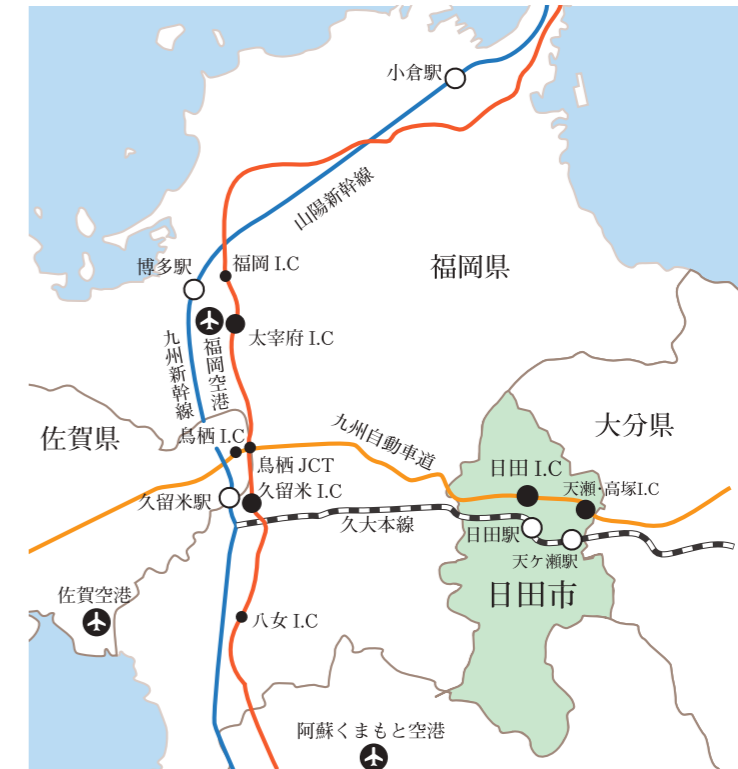 小倉駅
山陽新幹線
博多駅
福岡 I.C
福岡県
太宰府 I.C
福岡空港
九州新幹線
佐賀県
鳥栖 I.C
九州自動車道
大分県
鳥栖 JCT
日田 I.C
天瀬・高塚I.C
久留米駅
久留米 I.C
久大本線
日田駅
天ケ瀬駅
佐賀空港
日田市
八女 I.C
阿蘇くまもと空港